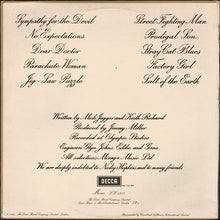 Sympathy for the Devil
No Expectations
Dear Doctor
Parachute Woman
Jig-Saw Puzzle
Street Fighting Man
Prodigal Son
Stray Cat Blues
Factory Girl
Salt of the Earth
Written by Mick Jagger and Keith Richard
Produced by Jimmy Miller
Recorded at Olympic Studios
Engineers Glyn Johns, Eddie and Gene
All selections Mirage Music Ltd
We are deeply indebted to Nicky Hopkins and to many friends
DECCA
Mono